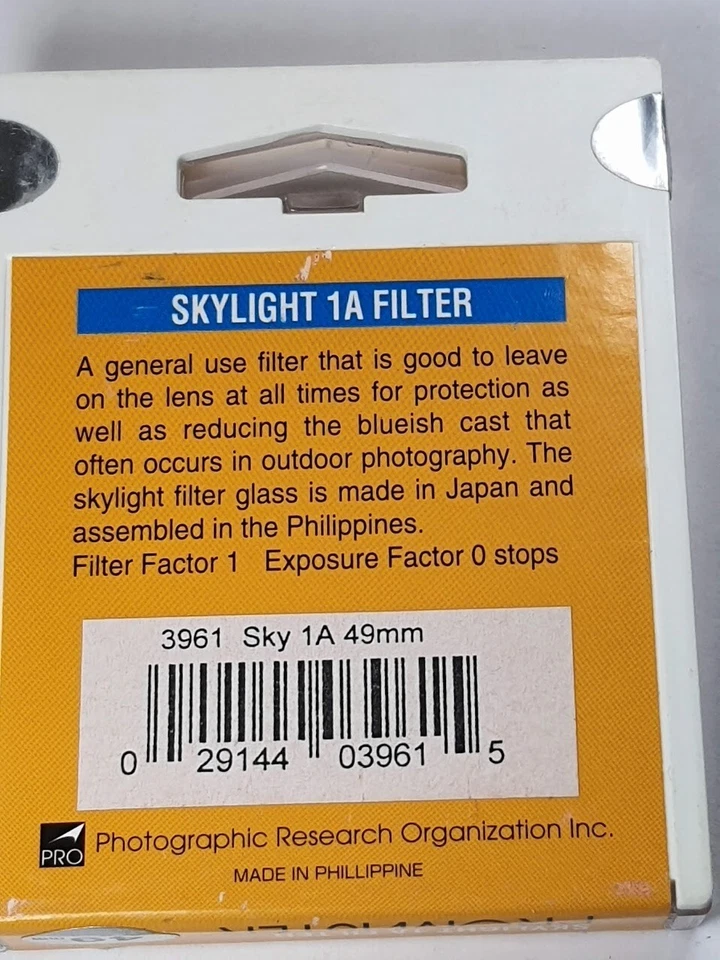 SKYLIGHT 1A FILTER
A general use filter that is good to leave
on the lens at all times for protection as
well as reducing the blueish cast that
often occurs in outdoor photography. The
skylight filter glass is made in Japan and
assembled in the Philippines.
Filter Factor 1 Exposure Factor 0 stops
3961 Sky 1A 49mm
0 29144 03961 5
PRO Photographic Research Organization Inc.
MADE IN PHILLIPPINE